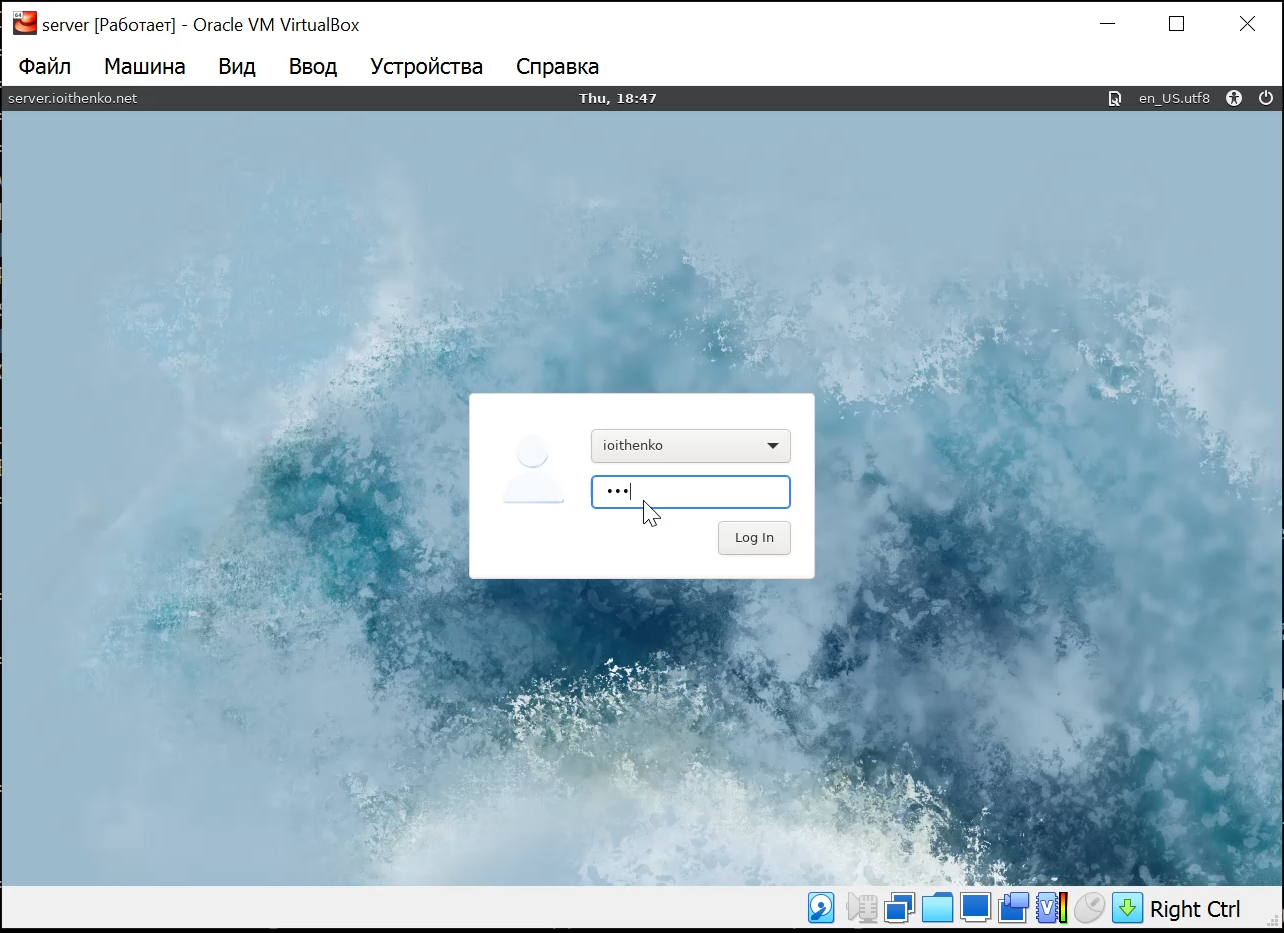 server [Работает] - Oracle VM VirtualBox
Файл Машина Вид Ввод Устройства Справка
server.ioithenko.net Thu, 18:47 en_US.utf8
ioithenko
•••
Log In
Right Ctrl